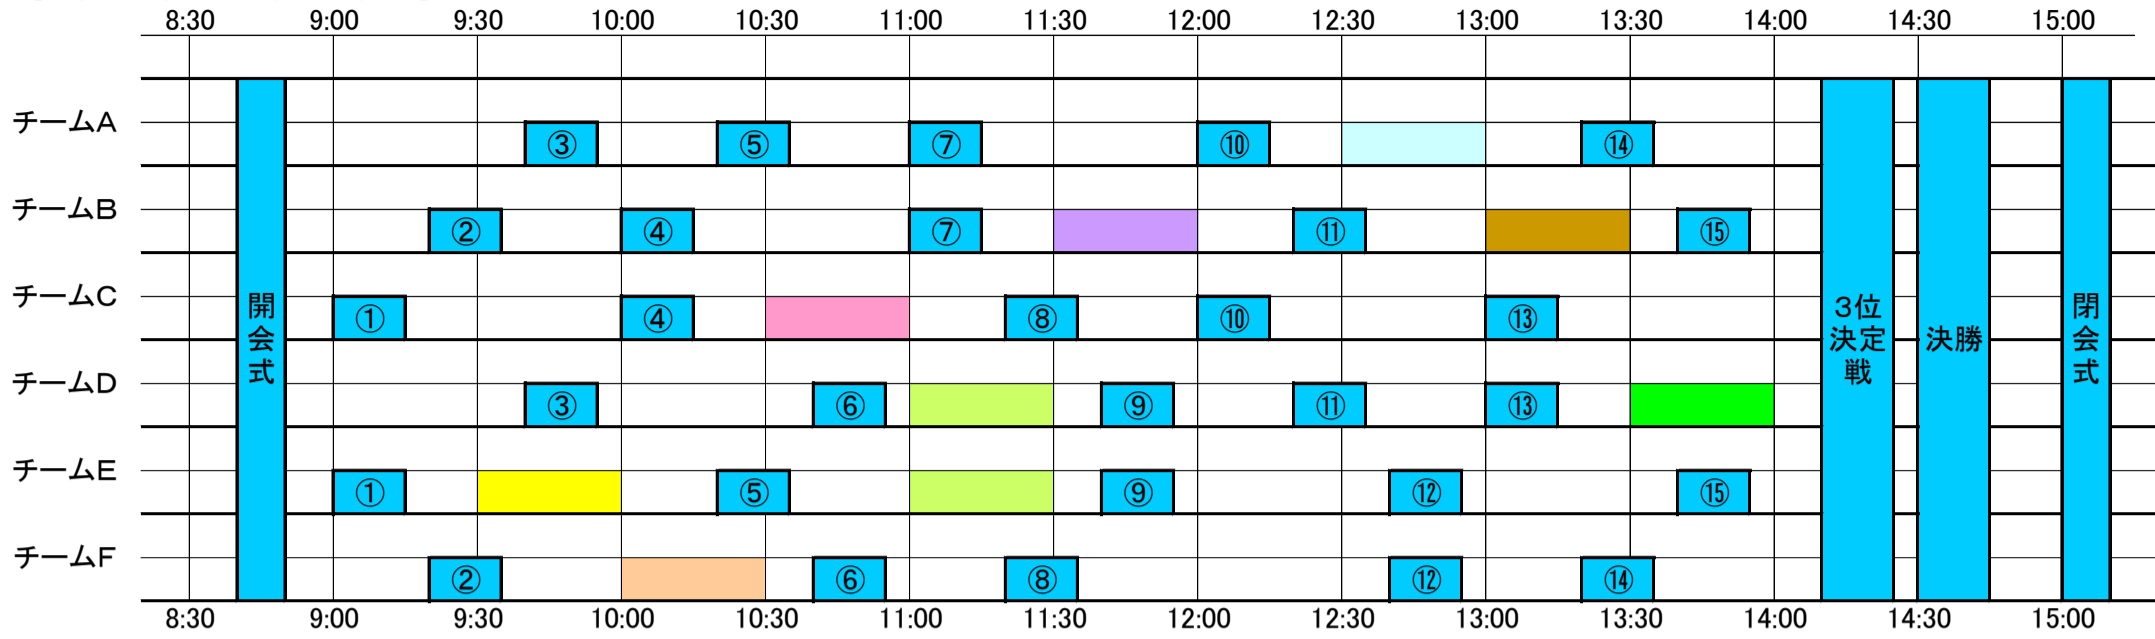 8:30 9:00 9:30 10:00 10:30 11:00 11:30 12:00 12:30 13:00 13:30 14:00 14:30 15:00
チームA ③ ⑤ ⑦ ⑩ ⑭
チームB ② ④ ⑦ ⑪ ⑮
チームC ① ④ ⑧ ⑩ ⑬
チームD ③ ⑥ ⑨ ⑪ ⑬
チームE ① ⑤ ⑨ ⑫ ⑮
チームF ② ⑥ ⑧ ⑫ ⑭
開
会
式
3位
決定
戦
決勝
閉
会
式
8:30 9:00 9:30 10:00 10:30 11:00 11:30 12:00 12:30 13:00 13:30 14:00 14:30 15:00